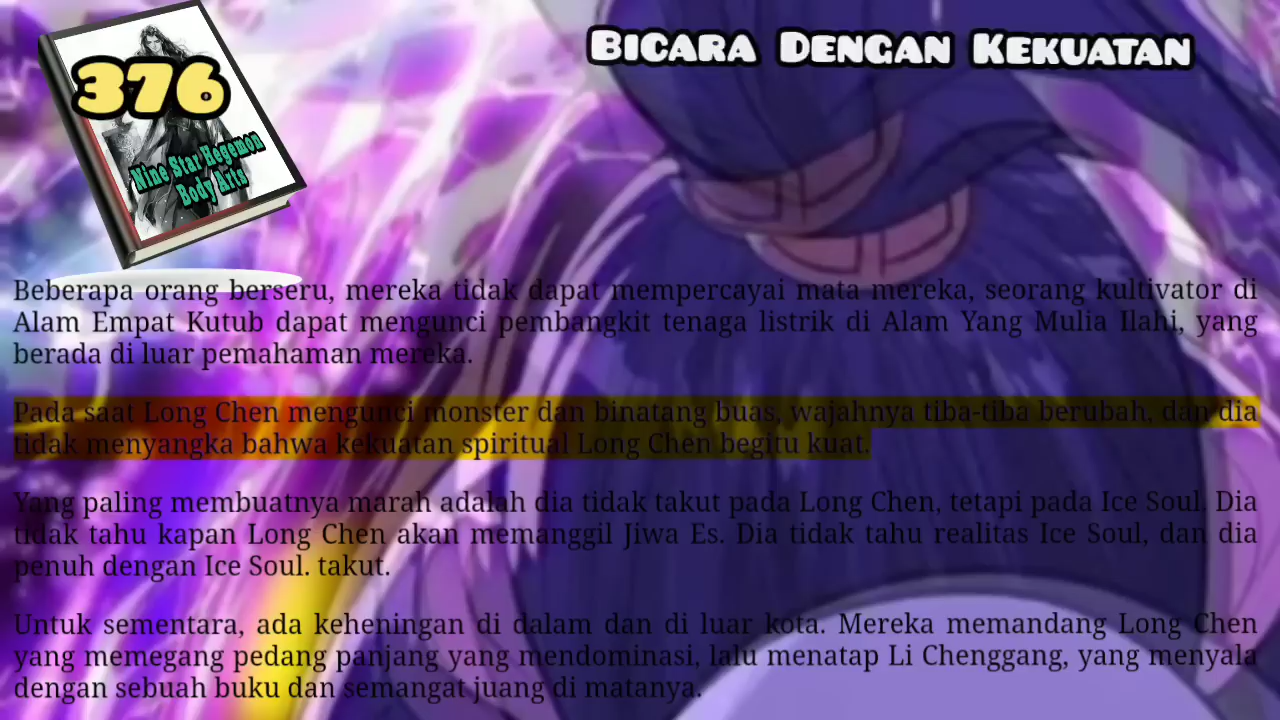 376
Nine Star Hegemon
Body Arts
Bicara Dengan Kekuatan
Beberapa orang berseru, mereka tidak dapat mempercayai mata mereka, seorang kultivator di
Alam Empat Kutub dapat mengunci pembangkit tenaga listrik di Alam Yang Mulia Ilahi, yang
berada di luar pemahaman mereka.
Pada saat Long Chen mengunci monster dan binatang buas, wajahnya tiba-tiba berubah, dan dia
tidak menyangka bahwa kekuatan spiritual Long Chen begitu kuat.
Yang paling membuatnya marah adalah dia tidak takut pada Long Chen, tetapi pada Ice Soul. Dia
tidak tahu kapan Long Chen akan memanggil Jiwa Es. Dia tidak tahu realitas Ice Soul, dan dia
penuh dengan Ice Soul. takut.
Untuk sementara, ada keheningan di dalam dan di luar kota. Mereka memandang Long Chen
yang memegang pedang panjang yang mendominasi, lalu menatap Li Chenggang, yang menyala
dengan sebuah buku dan semangat juang di matanya.